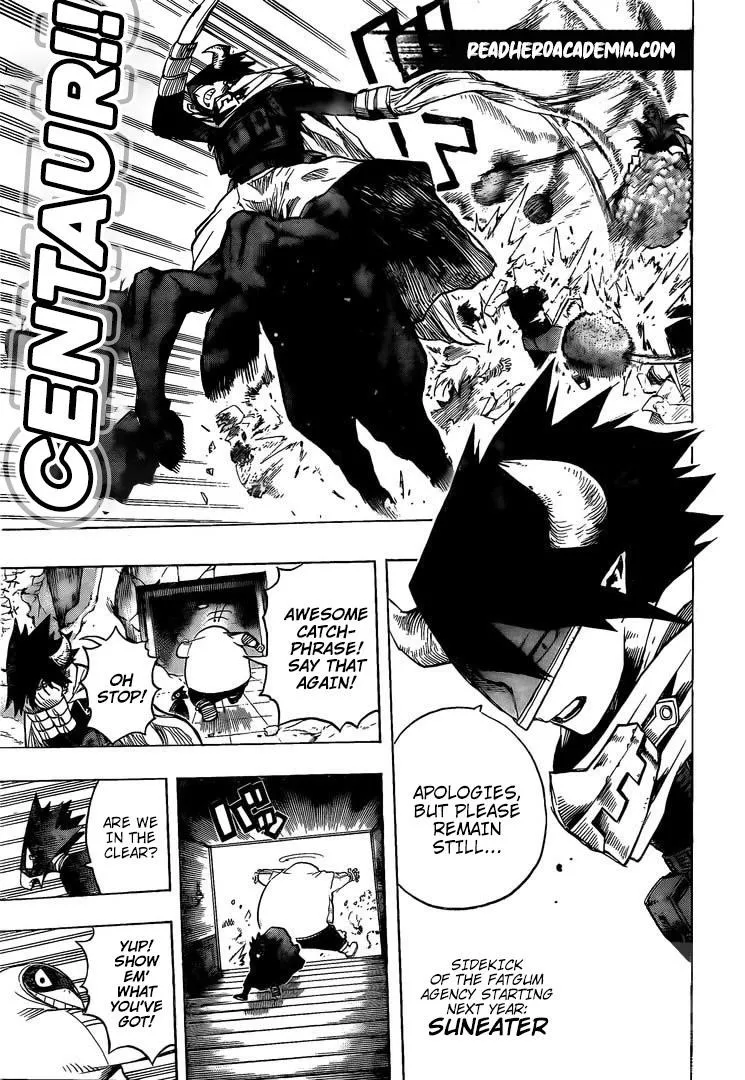 READHEROACADEMIA.COM
CENTAUR!!
APOLOGIES,
BUT PLEASE
REMAIN
STILL...
SIDEKICK
OF THE FATGUM
AGENCY STARTING
NEXT YEAR:
SUNEATER
AWESOME
CATCH-
PHRASE!
SAY THAT
AGAIN!
OH
STOP!
ARE WE
IN THE
CLEAR?
YUP!
SHOW
EM'
WHAT
YOU'VE
GOT!